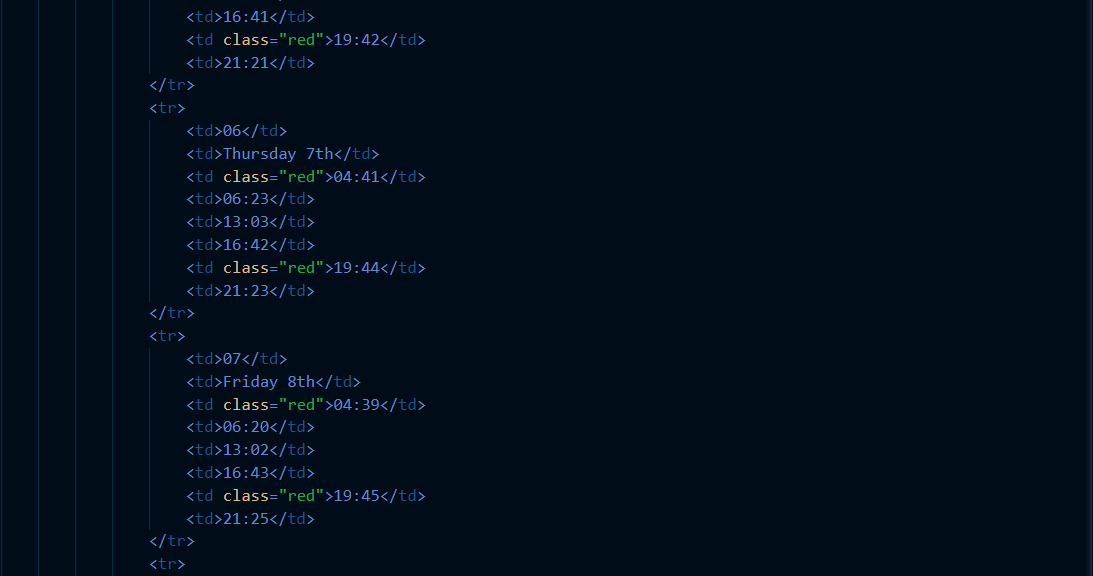 <td>16:41</td>
<td class="red">19:42</td>
<td>21:21</td>
</tr>
<tr>
<td>06</td>
<td>Thursday 7th</td>
<td class="red">04:41</td>
<td>06:23</td>
<td>13:03</td>
<td>16:42</td>
<td class="red">19:44</td>
<td>21:23</td>
</tr>
<tr>
<td>07</td>
<td>Friday 8th</td>
<td class="red">04:39</td>
<td>06:20</td>
<td>13:02</td>
<td>16:43</td>
<td class="red">19:45</td>
<td>21:25</td>
</tr>
<tr>